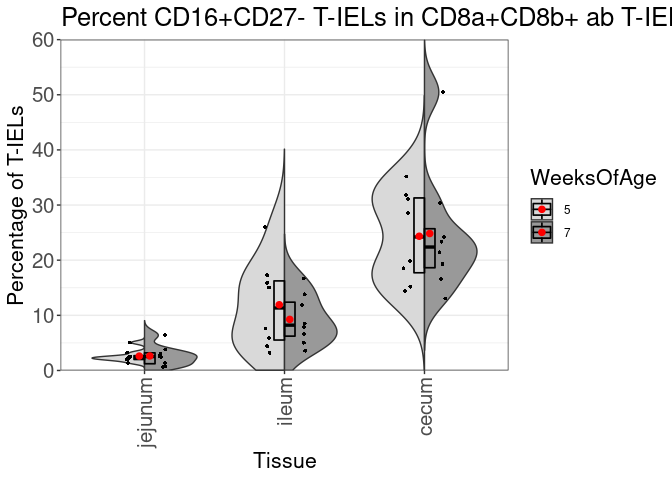 Percent CD16+CD27- T-IELs in CD8a+CD8b+ ab T-IEL
Percentage of T-IELs
60
50
40
30
20
10
0
jejunum
ileum
cecum
Tissue
WeeksOfAge
5
7